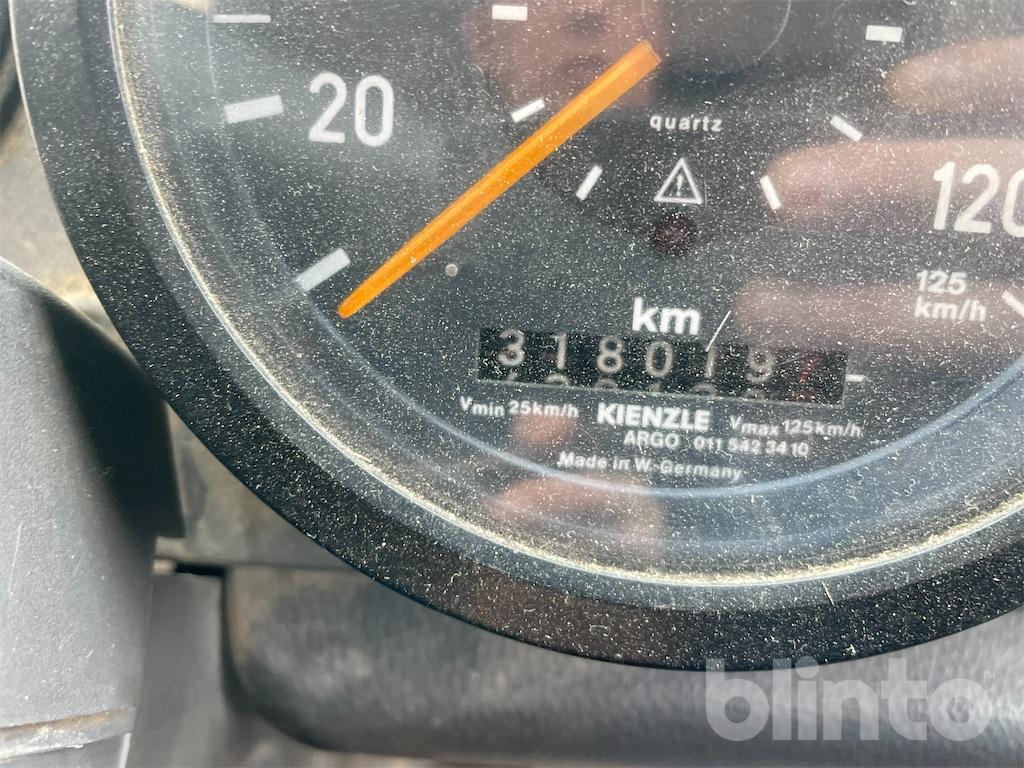 20
quartz
120
125
km/h
km
318019
Vmin 25km/h KIENZLE Vmax 125km/h
ARGO 011 542 3410
Made in W-Germany
blinto